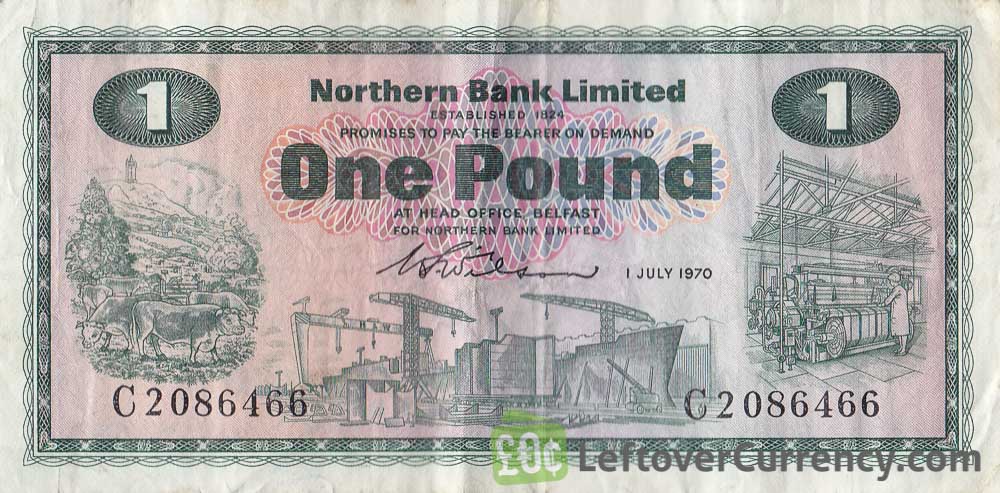 1
1
Northern Bank Limited
ESTABLISHED 1824
PROMISES TO PAY THE BEARER ON DEMAND
One Pound
AT HEAD OFFICE, BELFAST
FOR NORTHERN BANK LIMITED
1 JULY 1970
C2086466
C2086466
£0¢ LeftoverCurrency.com